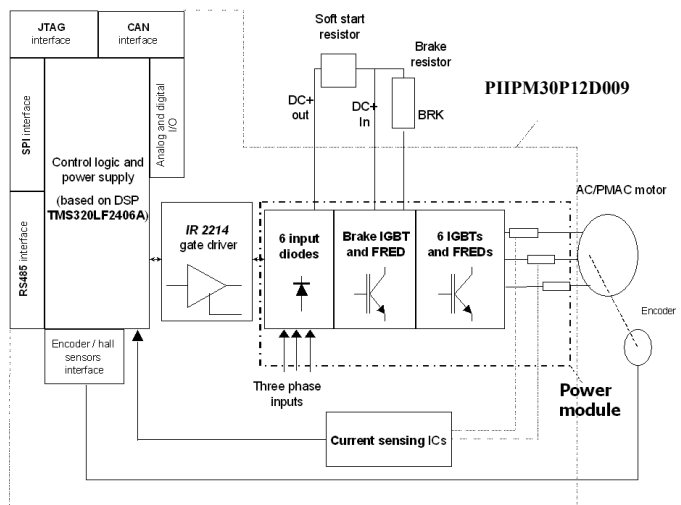 JTAG
interface
CAN
interface
SPI interface
RS485 interface
Analog and digital
I/O
Control logic and
power supply
(based on DSP
TMS320LF2406A)
Encoder / hall
sensors
interface
IR 2214
gate driver
Soft start
resistor
Brake
resistor
DC+
out
DC+
In
BRK
PIIPM30P12D009
6 input
diodes
Brake IGBT
and FRED
6 IGBTs
and FREDs
AC/PMAC motor
Encoder
Three phase
inputs
Power
module
Current sensing ICs